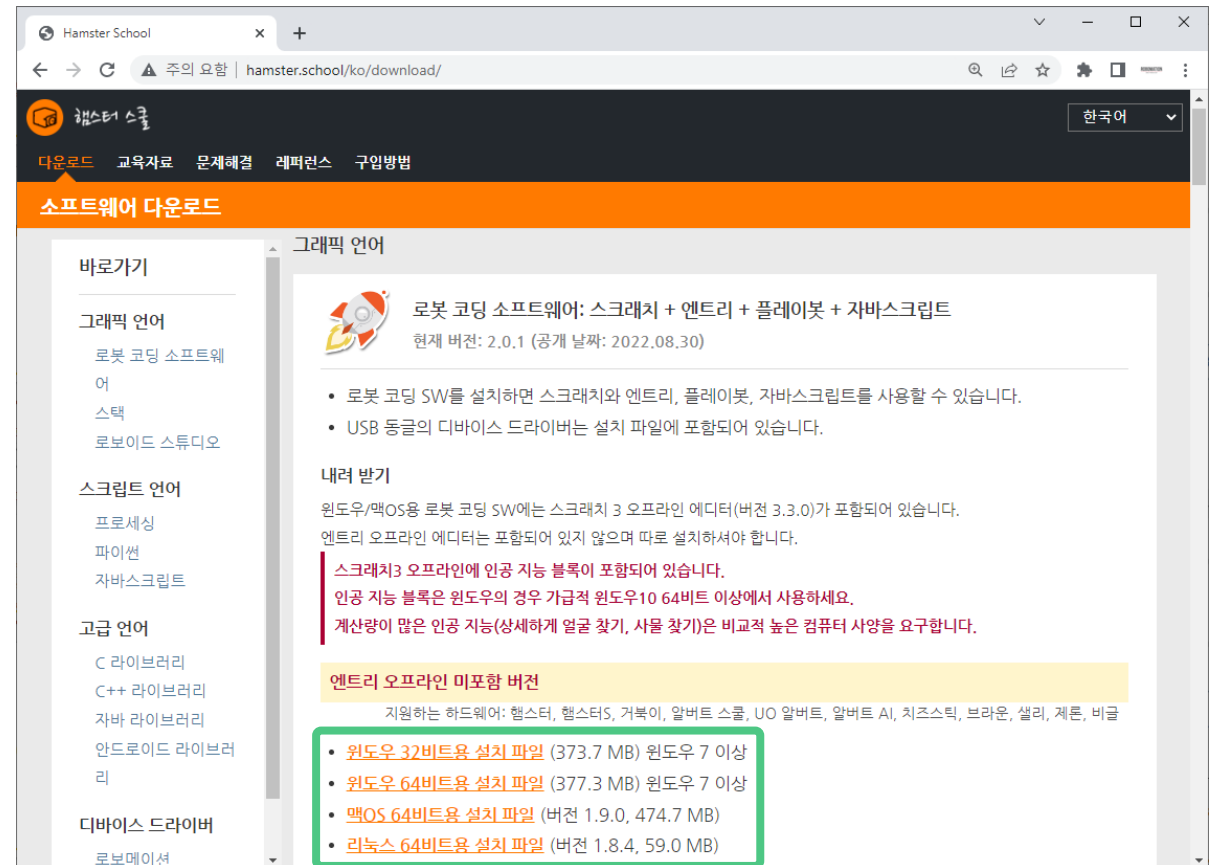 Hamster School
주의 요함
hamster.school/ko/download/
햄스터 스쿨
한국어
다운로드 교육자료 문제해결 레퍼런스 구입방법
소프트웨어 다운로드
바로가기
그래픽 언어
로봇 코딩 소프트웨
어
스택
로보이드 스튜디오
스크립트 언어
프로세싱
파이썬
자바스크립트
고급 언어
C 라이브러리
C++ 라이브러리
자바 라이브러리
안드로이드 라이브러
리
디바이스 드라이버
로보메이션
그래픽 언어
로봇 코딩 소프트웨어: 스크래치 + 엔트리 + 플레이봇 + 자바스크립트
현재 버전: 2.0.1 (공개 날짜: 2022.08.30)
• 로봇 코딩 SW를 설치하면 스크래치와 엔트리, 플레이봇, 자바스크립트를 사용할 수 있습니다.
• USB 동글의 디바이스 드라이버는 설치 파일에 포함되어 있습니다.
내려 받기
윈도우/맥OS용 로봇 코딩 SW에는 스크래치 3 오프라인 에디터(버전 3.3.0)가 포함되어 있습니다.
엔트리 오프라인 에디터는 포함되어 있지 않으며 따로 설치하셔야 합니다.
스크래치3 오프라인에 인공 지능 블록이 포함되어 있습니다.
인공 지능 블록은 윈도우의 경우 가급적 윈도우10 64비트 이상에서 사용하세요.
계산량이 많은 인공 지능(상세하게 얼굴 찾기, 사물 찾기)은 비교적 높은 컴퓨터 사양을 요구합니다.
엔트리 오프라인 미포함 버전
지원하는 하드웨어: 햄스터, 햄스터S, 거북이, 알버트 스쿨, UO 알버트, 알버트 AI, 치즈스틱, 브라운, 샐리, 제론, 비글
• 윈도우 32비트용 설치 파일 (373.7 MB) 윈도우 7 이상
• 윈도우 64비트용 설치 파일 (377.3 MB) 윈도우 7 이상
• 맥OS 64비트용 설치 파일 (버전 1.9.0, 474.7 MB)
• 리눅스 64비트용 설치 파일 (버전 1.8.4, 59.0 MB)